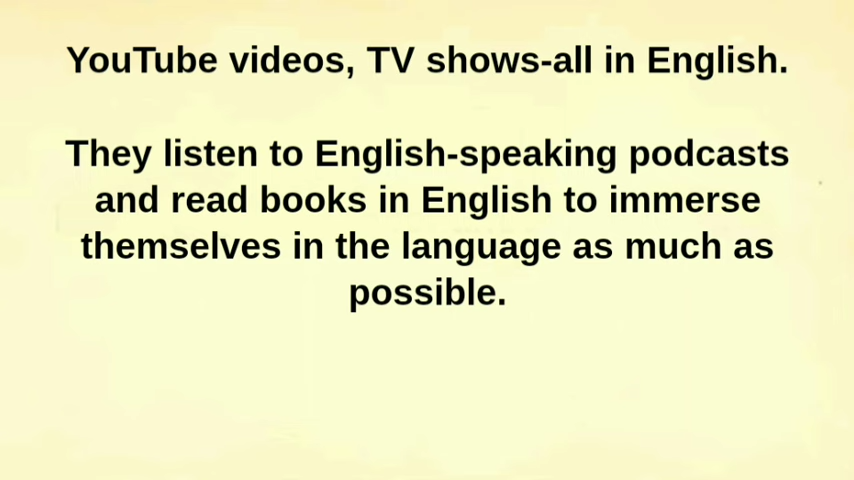 YouTube videos, TV shows-all in English.
They listen to English-speaking podcasts
and read books in English to immerse
themselves in the language as much as
possible.